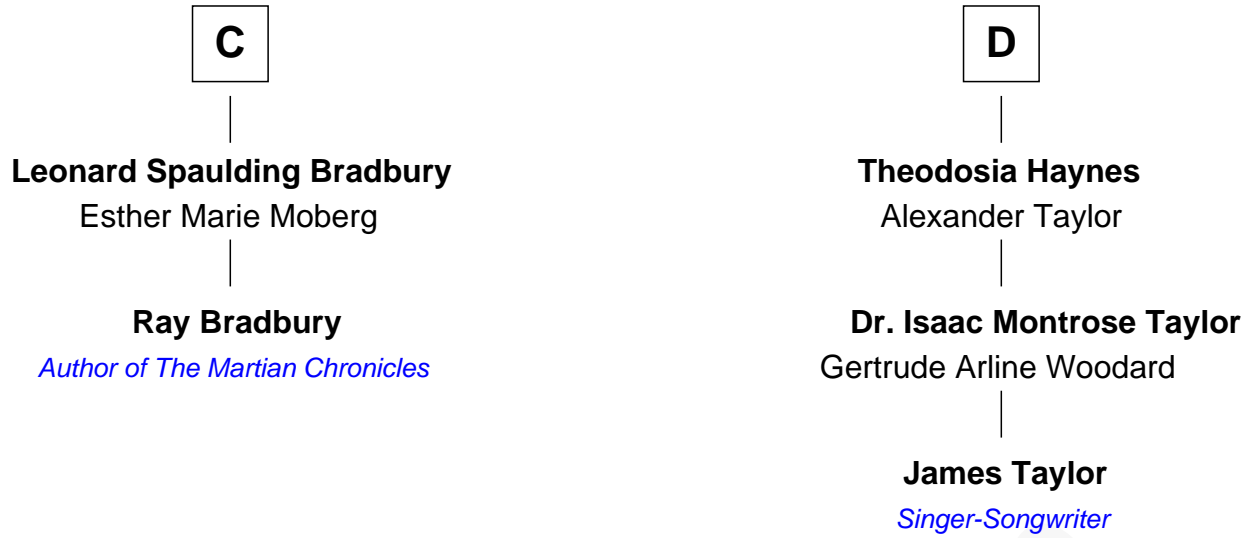 C
Leonard Spaulding Bradbury
Esther Marie Moberg
Ray Bradbury
Author of The Martian Chronicles
D
Theodosia Haynes
Alexander Taylor
Dr. Isaac Montrose Taylor
Gertrude Arline Woodard
James Taylor
Singer-Songwriter